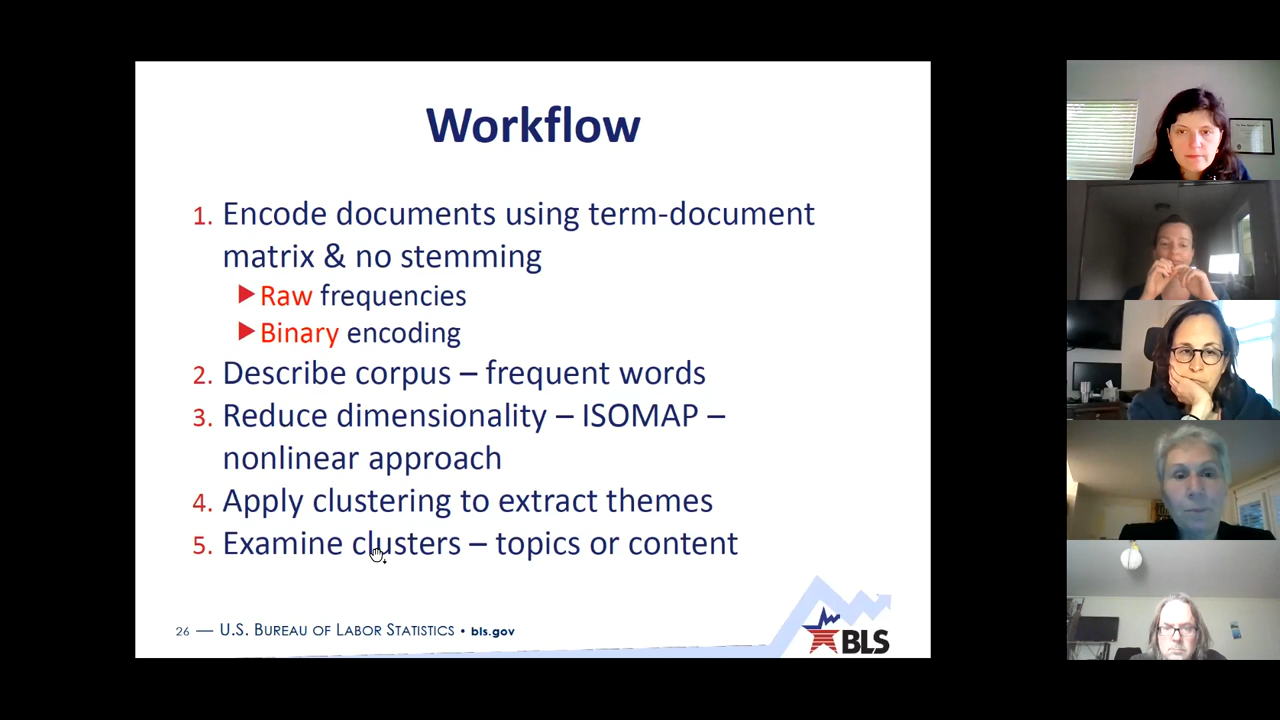 Workflow
1. Encode documents using term-document
matrix & no stemming
Raw frequencies
Binary encoding
2. Describe corpus – frequent words
3. Reduce dimensionality – ISOMAP –
nonlinear approach
4. Apply clustering to extract themes
5. Examine clusters – topics or content
26 — U.S. BUREAU OF LABOR STATISTICS • bls.gov
BLS